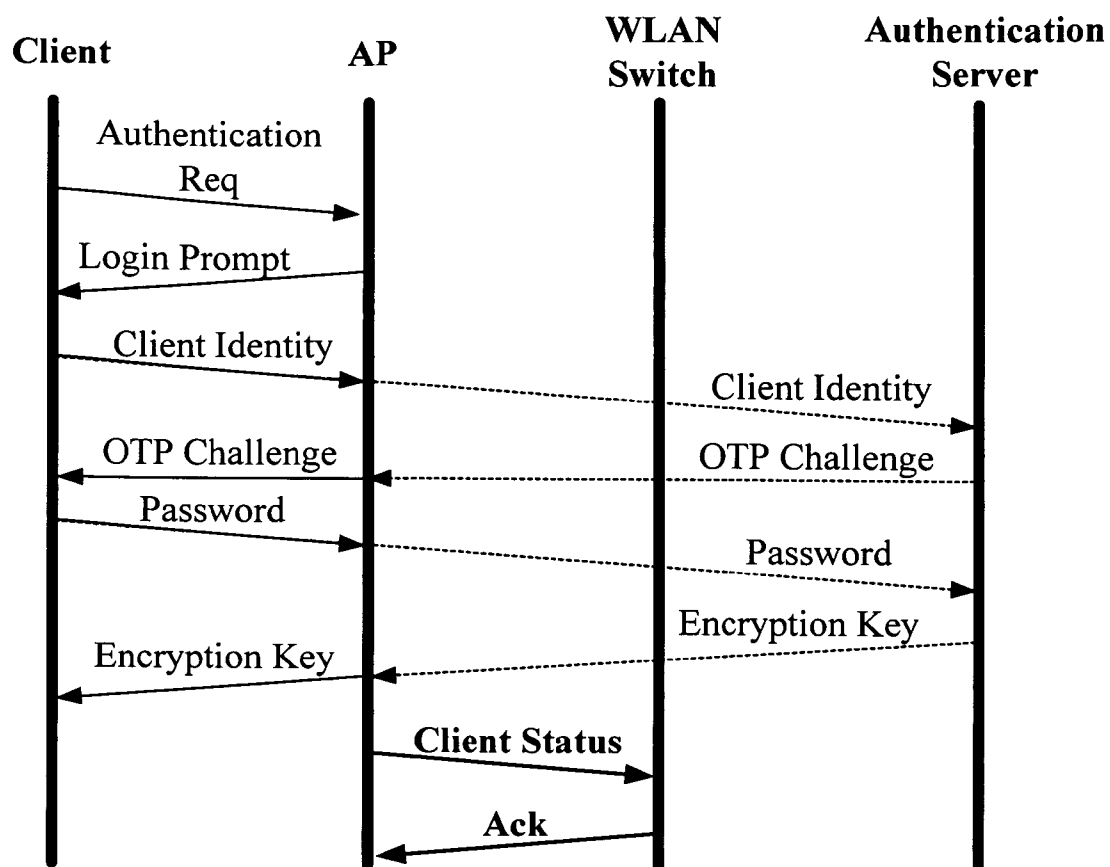 Client
AP
WLAN
Switch
Authentication
Server
Authentication
Req
Login Prompt
Client Identity
Client Identity
OTP Challenge
OTP Challenge
Password
Password
Encryption Key
Encryption Key
Client Status
Ack